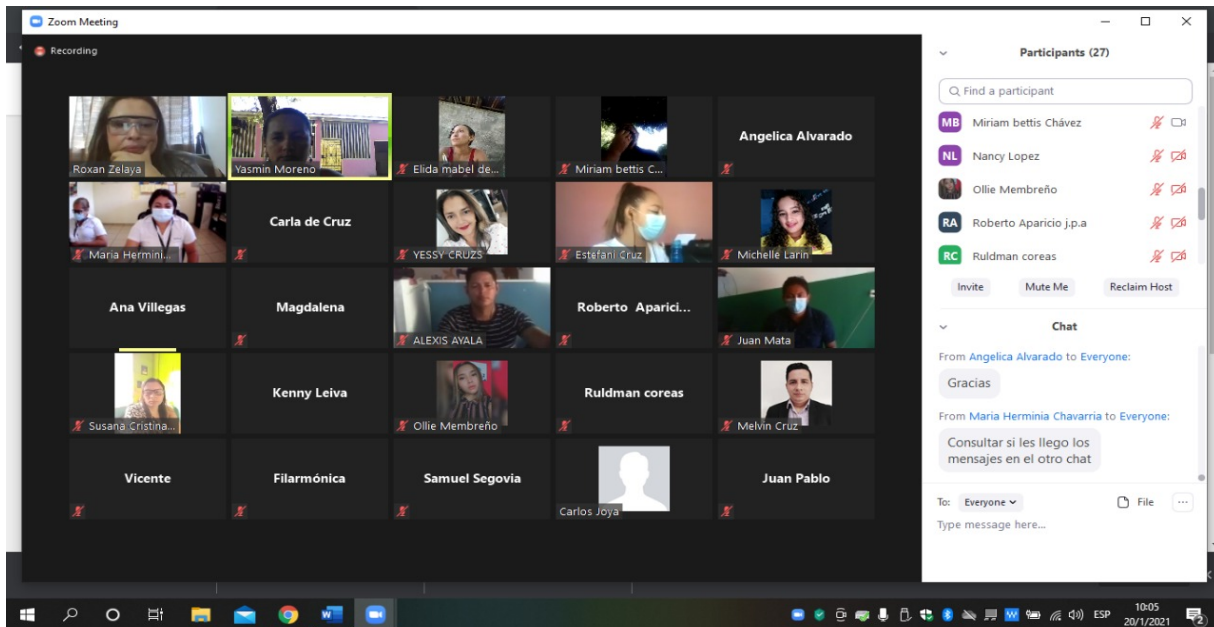 Zoom Meeting
Recording
Roxan Zelaya
Yasmin Moreno
Elida mabel de...
Miriam bettis C...
Angelica Alvarado
Maria Hermini...
Carla de Cruz
YESSY CRUZS
Estefani Cruz
Michelle Larin
Ana Villegas
Magdalena
ALEXIS AYALA
Roberto Aparici...
Juan Mata
Susana Cristina...
Kenny Leiva
Ollie Membreño
Ruldman coreas
Melvin Cruz
Vicente
Filarmónica
Samuel Segovia
Carlos Joya
Juan Pablo
Participants (27)
Find a participant
MB Miriam bettis Chávez
NL Nancy Lopez
Ollie Membreño
RA Roberto Aparicio j.p.a
RC Ruldman coreas
Invite Mute Me Reclaim Host
Chat
From Angelica Alvarado to Everyone:
Gracias
From Maria Herminia Chavarria to Everyone:
Consultar si les llego los
mensajes en el otro chat
To: Everyone File ...
Type message here...
ESP
10:05
20/1/2021